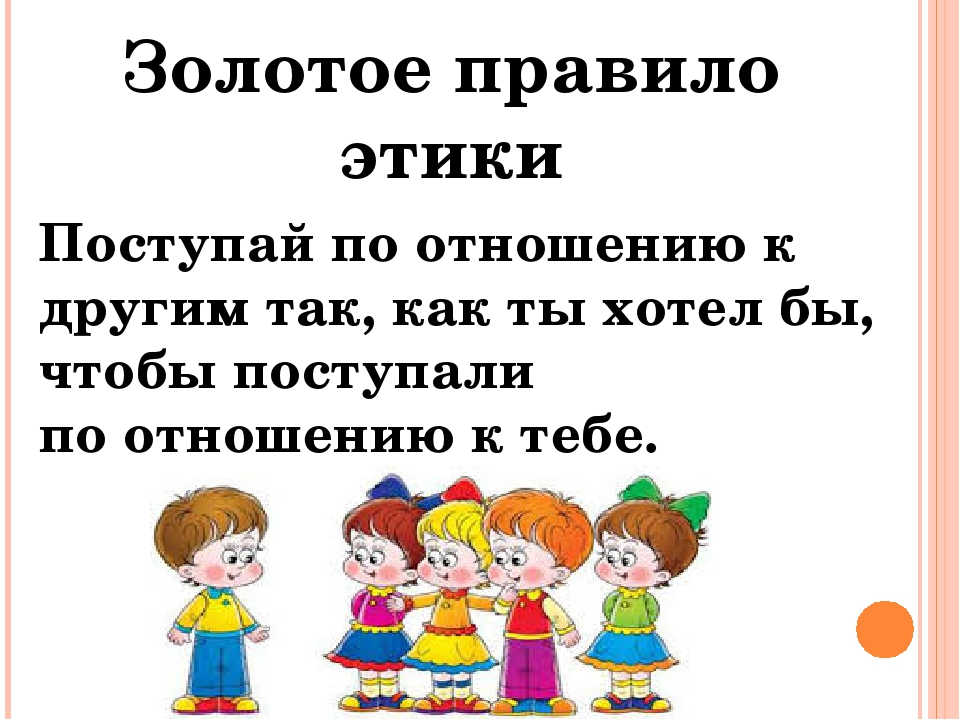 Золотое правило
этики
Поступай по отношению к
другим так, как ты хотел бы,
чтобы поступали
по отношению к тебе.